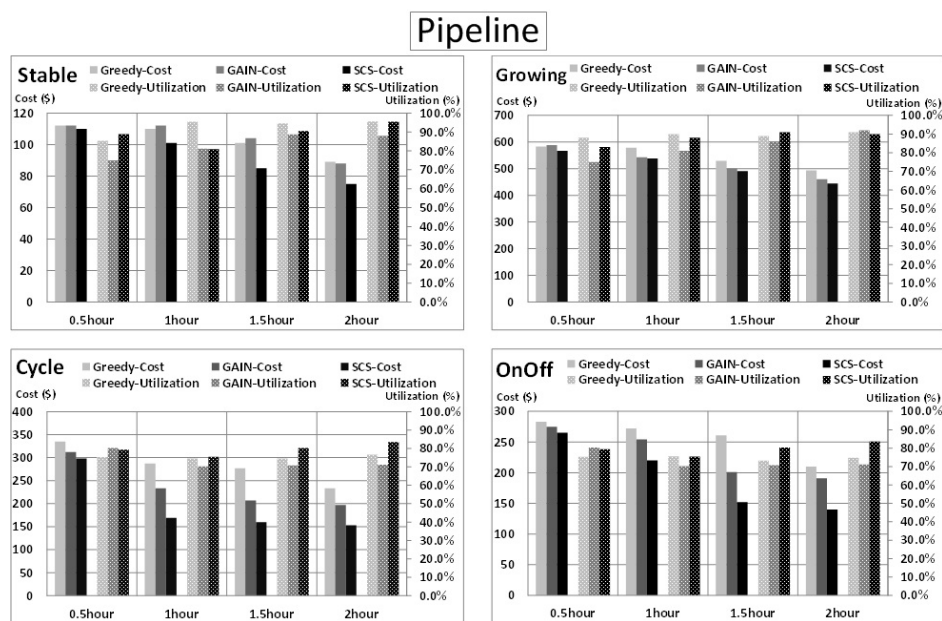 Pipeline
Stable
Greedy-Cost GAIN-Cost SCS-Cost
Greedy-Utilization GAIN-Utilization SCS-Utilization
Cost ($) Utilization (%)
120 100.0%
100 90.0%
80 80.0%
60 70.0%
40 60.0%
20 50.0%
0 40.0%
30.0%
20.0%
10.0%
0.0%
0.5hour 1hour 1.5hour 2hour
Growing
Greedy-Cost GAIN-Cost SCS-Cost
Greedy-Utilization GAIN-Utilization SCS-Utilization
Cost ($) Utilization (%)
700 100.0%
600 90.0%
500 80.0%
400 70.0%
300 60.0%
200 50.0%
100 40.0%
0 30.0%
20.0%
10.0%
0.0%
0.5hour 1hour 1.5hour 2hour
Cycle
Greedy-Cost GAIN-Cost SCS-Cost
Greedy-Utilization GAIN-Utilization SCS-Utilization
Cost ($) Utilization (%)
400 100.0%
350 90.0%
300 80.0%
250 70.0%
200 60.0%
150 50.0%
100 40.0%
50 30.0%
0 20.0%
10.0%
0.0%
0.5hour 1hour 1.5hour 2hour
OnOff
Greedy-Cost GAIN-Cost SCS-Cost
Greedy-Utilization GAIN-Utilization SCS-Utilization
Cost ($) Utilization (%)
300 100.0%
250 90.0%
200 80.0%
150 70.0%
100 60.0%
50 50.0%
0 40.0%
30.0%
20.0%
10.0%
0.0%
0.5hour 1hour 1.5hour 2hour